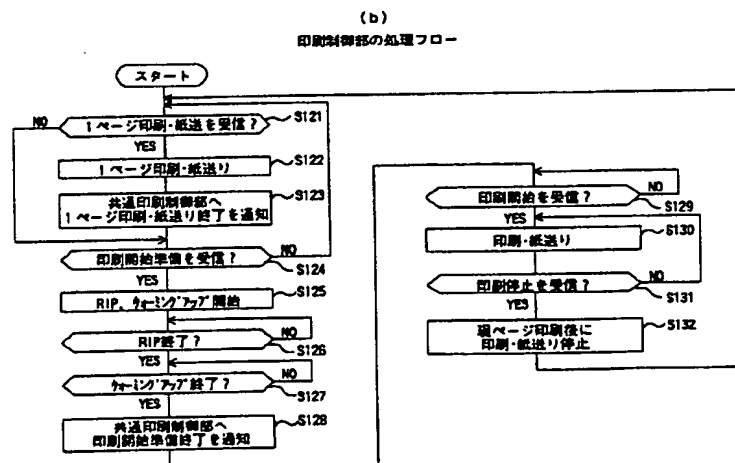 (b)
印刷制御部の処理フロー
スタート
1ページ印刷・紙送を受信?
S121
NO
YES
1ページ印刷・紙送り
S122
共通印刷制御部へ
1ページ印刷・紙送り終了を通知
S123
印刷開始準備を受信?
NO
S124
YES
RIP、ウォーミングアップ開始
S125
RIP終了?
NO
S126
YES
ウォーミングアップ終了?
NO
S127
YES
共通印刷制御部へ
印刷開始準備終了を通知
S128
印刷開始を受信?
NO
S129
YES
印刷・紙送り
S130
印刷停止を受信?
NO
S131
YES
現ページ印刷後に
印刷・紙送り停止
S132